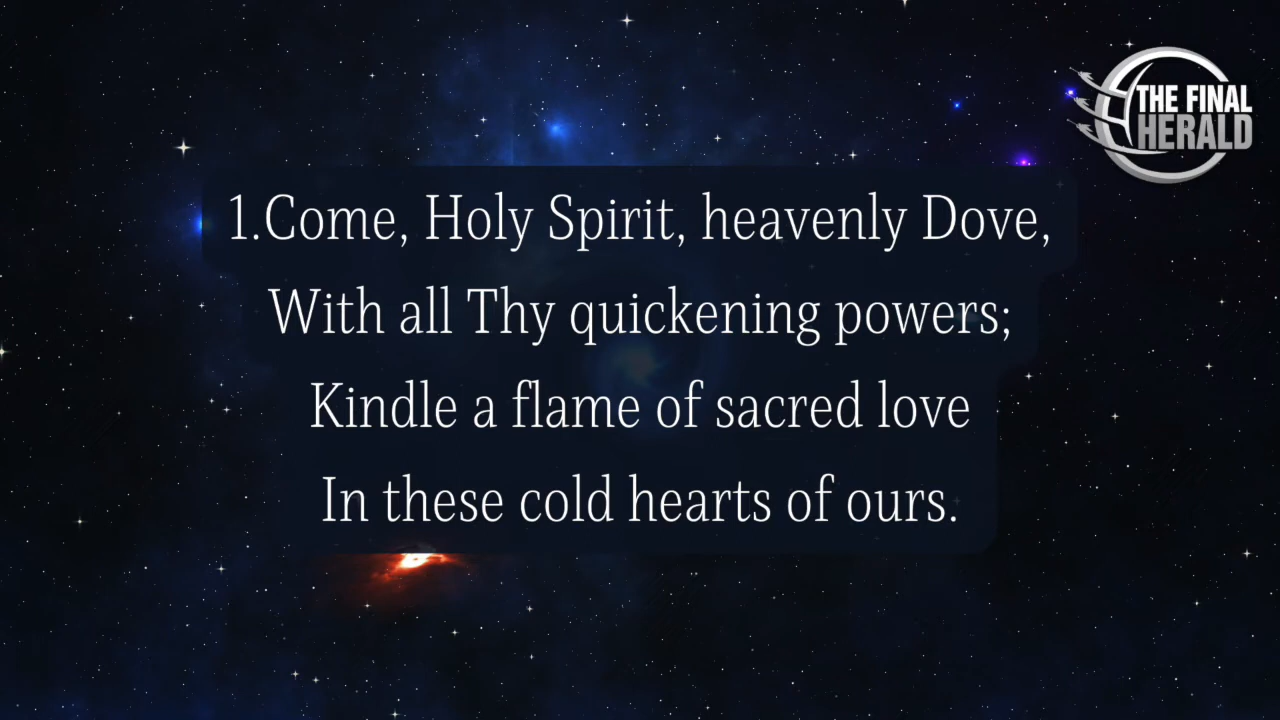 THE FINAL
HERALD
1.Come, Holy Spirit, heavenly Dove,
With all Thy quickening powers;
Kindle a flame of sacred love
In these cold hearts of ours.